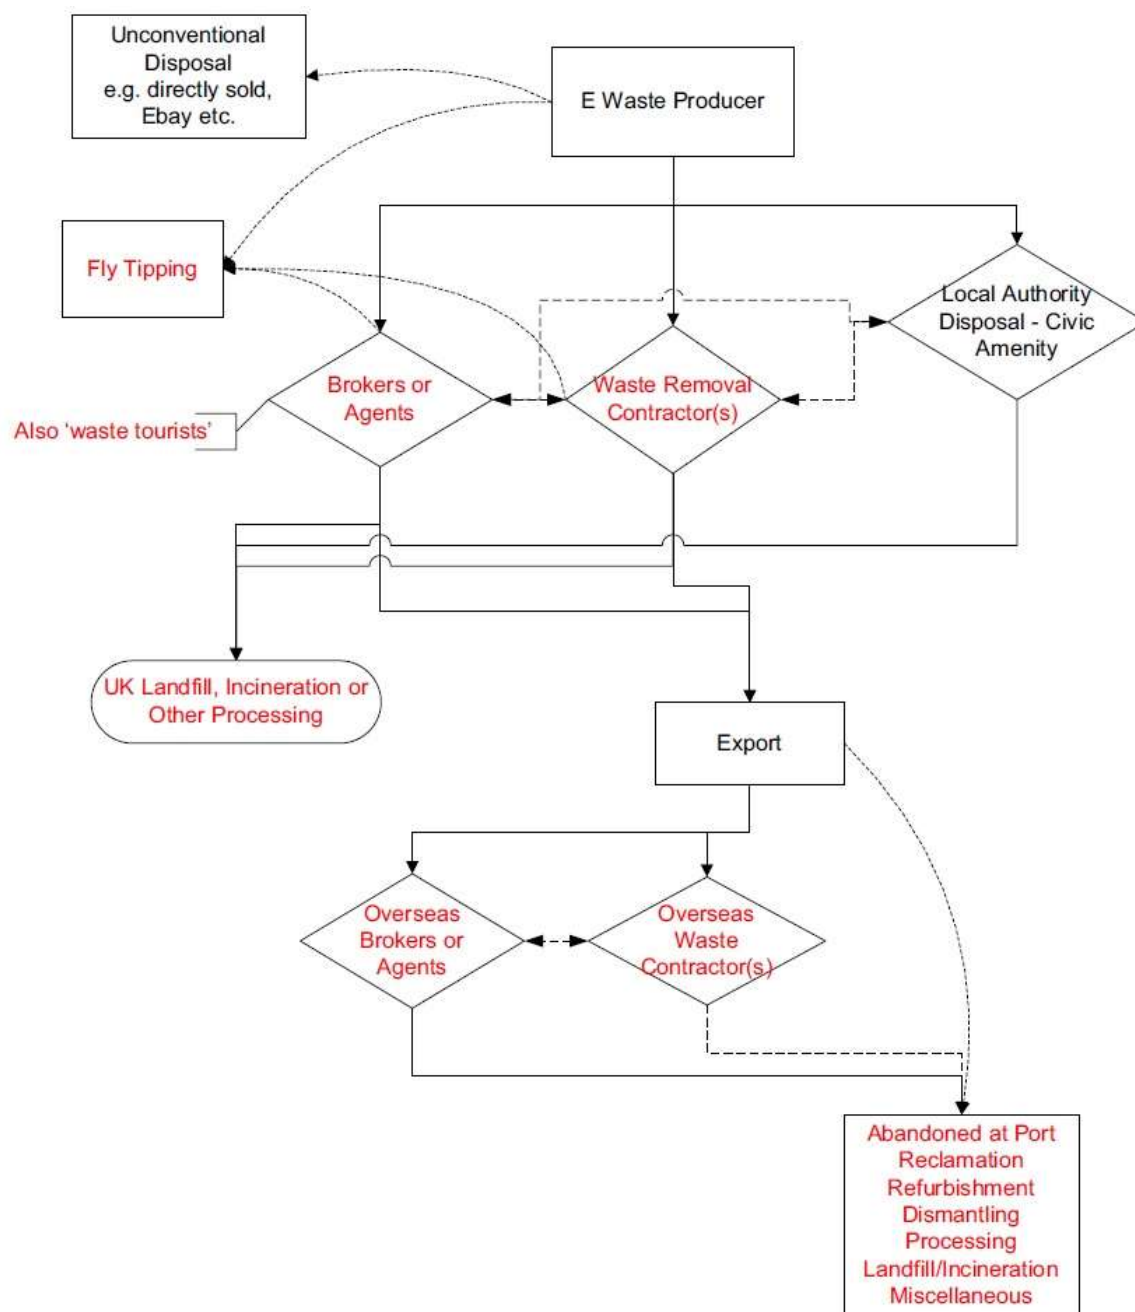 Unconventional
Disposal
e.g. directly sold,
Ebay etc.
E Waste Producer
Fly Tipping
Local Authority
Disposal - Civic
Amenity
Brokers or
Agents
Waste Removal
Contractor(s)
Also ‘waste tourists’
UK Landfill, Incineration or
Other Processing
Export
Overseas
Brokers or
Agents
Overseas
Waste
Contractor(s)
Abandoned at Port
Reclamation
Refurbishment
Dismantling
Processing
Landfill/Incineration
Miscellaneous